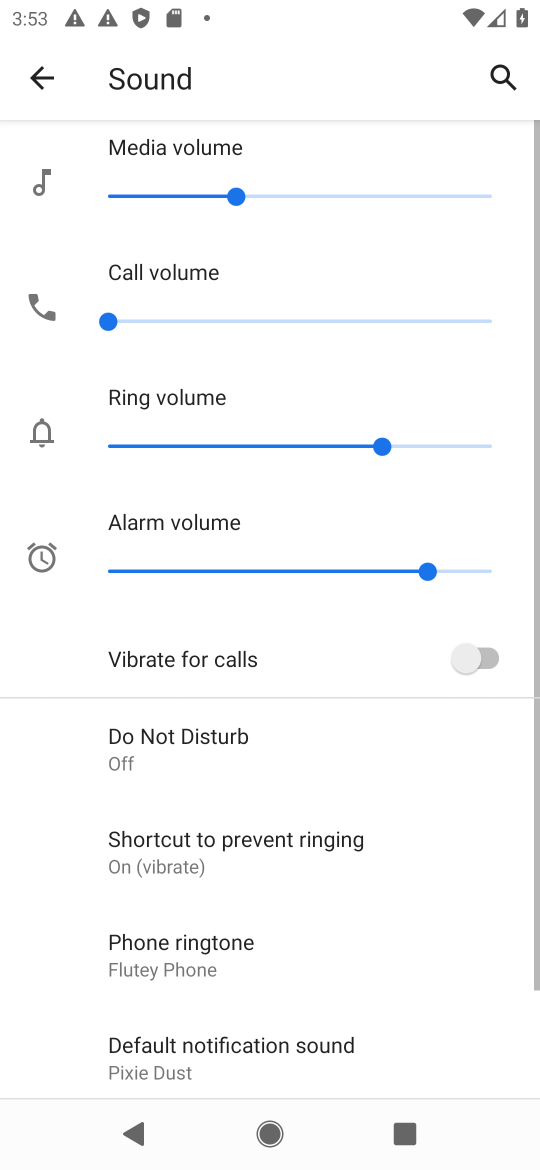 3:53
Sound
Media volume
Call volume
Ring volume
Alarm volume
Vibrate for calls
Do Not Disturb
Off
Shortcut to prevent ringing
On (vibrate)
Phone ringtone
Flutey Phone
Default notification sound
Pixie Dust